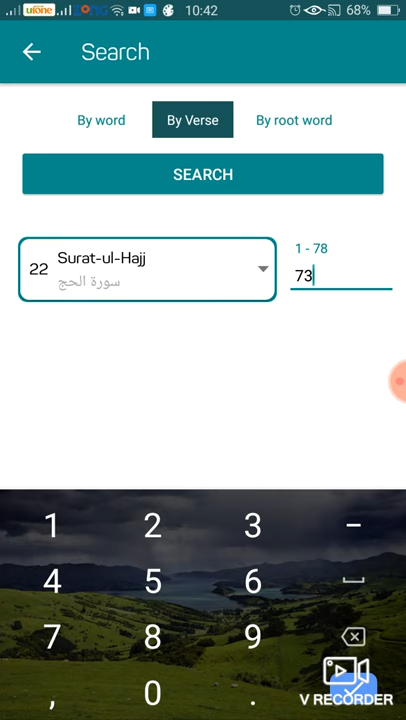 ufone ZONG 10:42 68%
Search
By word By Verse By root word
SEARCH
1 - 78
22 Surat-ul-Hajj
سورة الحج
73
1 2 3 –
4 5 6
7 8 9
, 0 .
V RECORDER